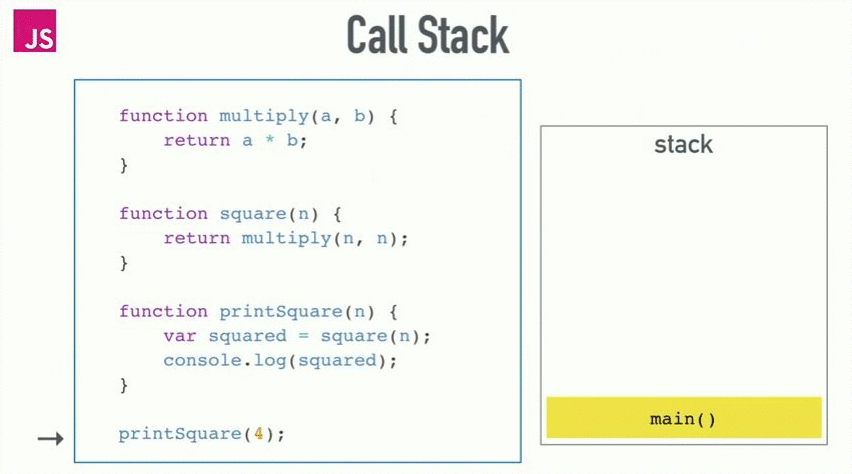 JS
Call Stack
function multiply(a, b) {
    return a * b;
}
function square(n) {
    return multiply(n, n);
}
function printSquare(n) {
    var squared = square(n);
    console.log(squared);
}
printSquare(4);
stack
main()